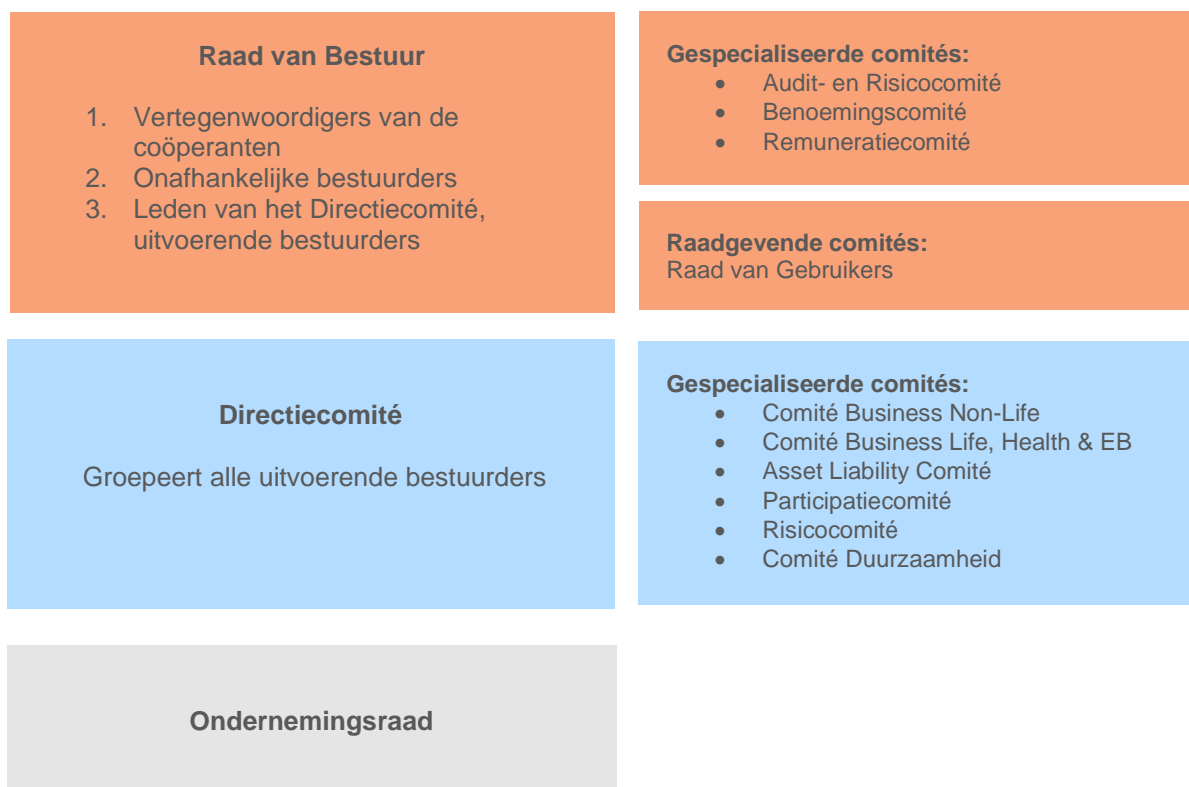 Raad van Bestuur
1. Vertegenwoordigers van de
coöperanten
2. Onafhankelijke bestuurders
3. Leden van het Directiecomité,
uitvoerende bestuurders
Gespecialiseerde comités:
• Audit- en Risicocomité
• Benoemingscomité
• Remuneratiecomité
Raadgevende comités:
Raad van Gebruikers
Directiecomité
Groepeert alle uitvoerende bestuurders
Gespecialiseerde comités:
• Comité Business Non-Life
• Comité Business Life, Health & EB
• Asset Liability Comité
• Participatiecomité
• Risicocomité
• Comité Duurzaamheid
Ondernemingsraad